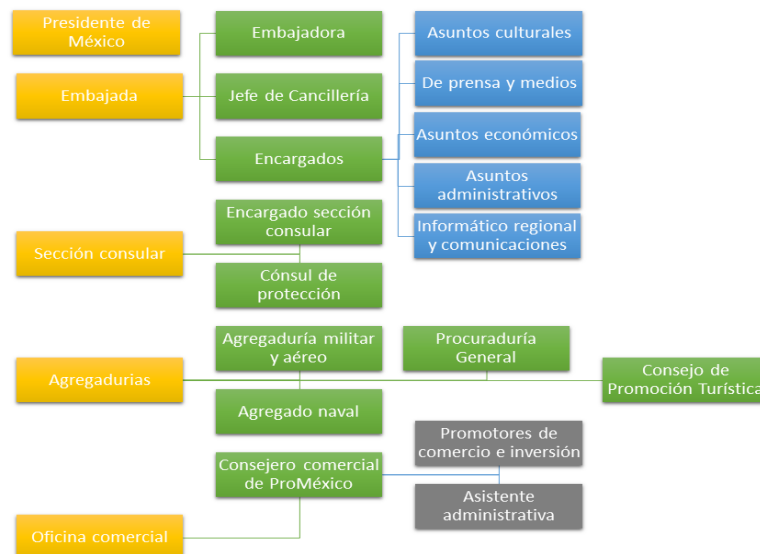 Presidente de
México
Embajada
Embajadora
Jefe de Cancillería
Encargados
Asuntos culturales
De prensa y medios
Asuntos económicos
Asuntos
administrativos
Informático regional
y comunicaciones
Sección consular
Encargado sección
consular
Cónsul de
protección
Agregadurias
Agregaduría militar
y aéreo
Agregado naval
Procuraduría
General
Consejo de
Promoción Turística
Oficina comercial
Consejero comercial
de ProMéxico
Promotores de
comercio e inversión
Asistente
administrativa